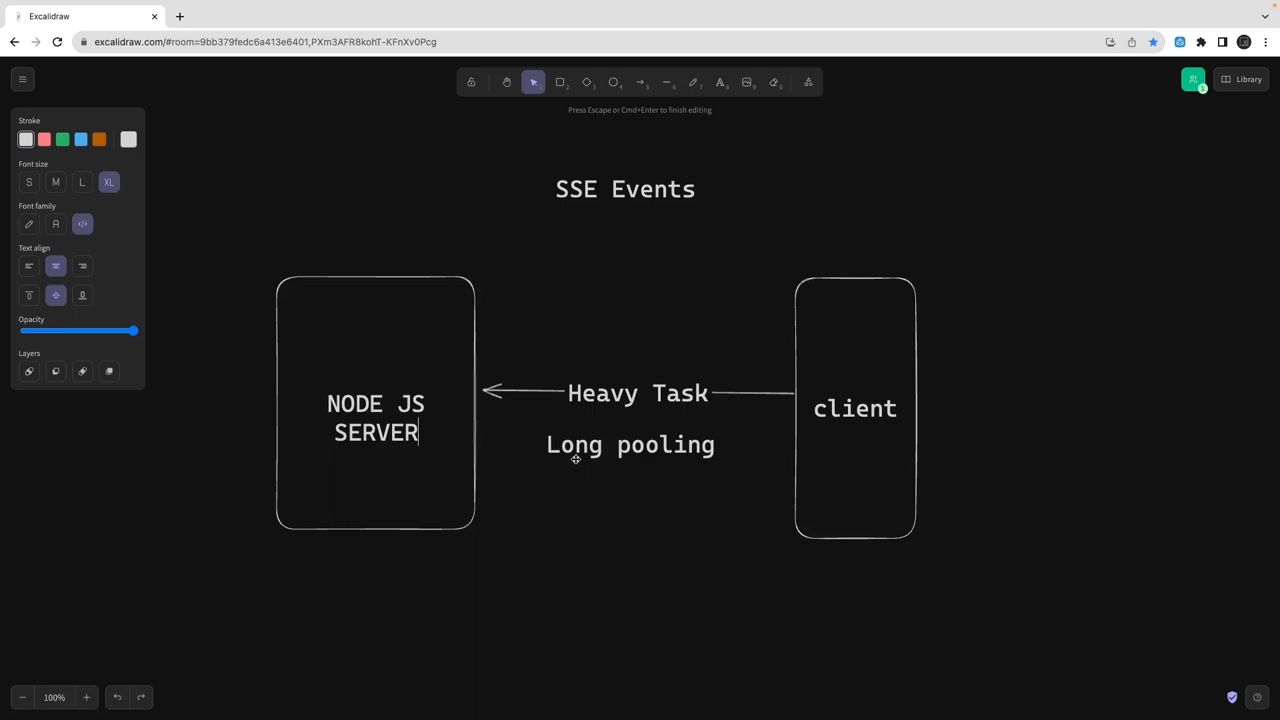 Excalidraw
excalidraw.com/#room=9bb379fedc6a413e6401,PXm3AFR8kohT-KFnXv0Pcg
Library
Press Escape or Cmd+Enter to finish editing
Stroke
Font size
S M L XL
Font family
A
Text align
Opacity
Layers
SSE Events
NODE JS
SERVER
Heavy Task
Long pooling
client
100%